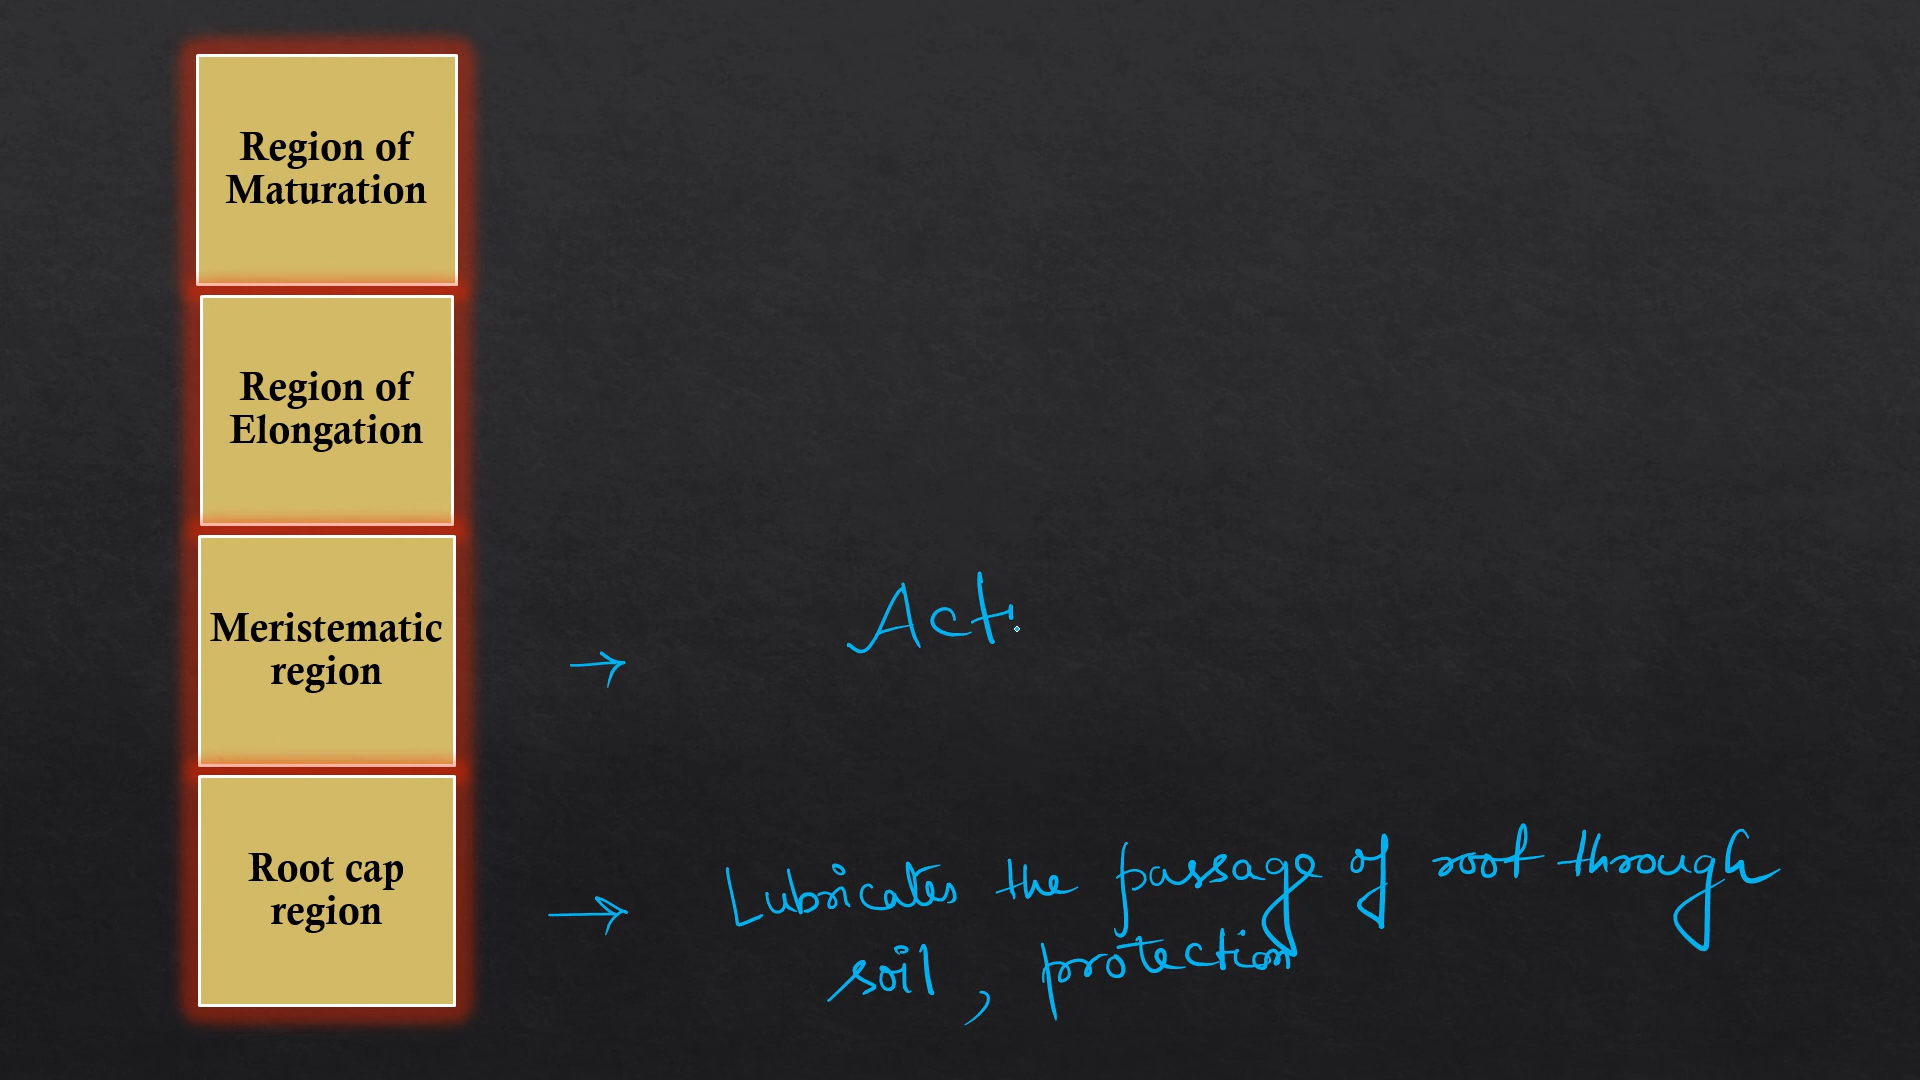 Region of
Maturation
Region of
Elongation
Meristematic
region
→ Acti
Root cap
region
→ Lubricates the passage of root through
soil, protection